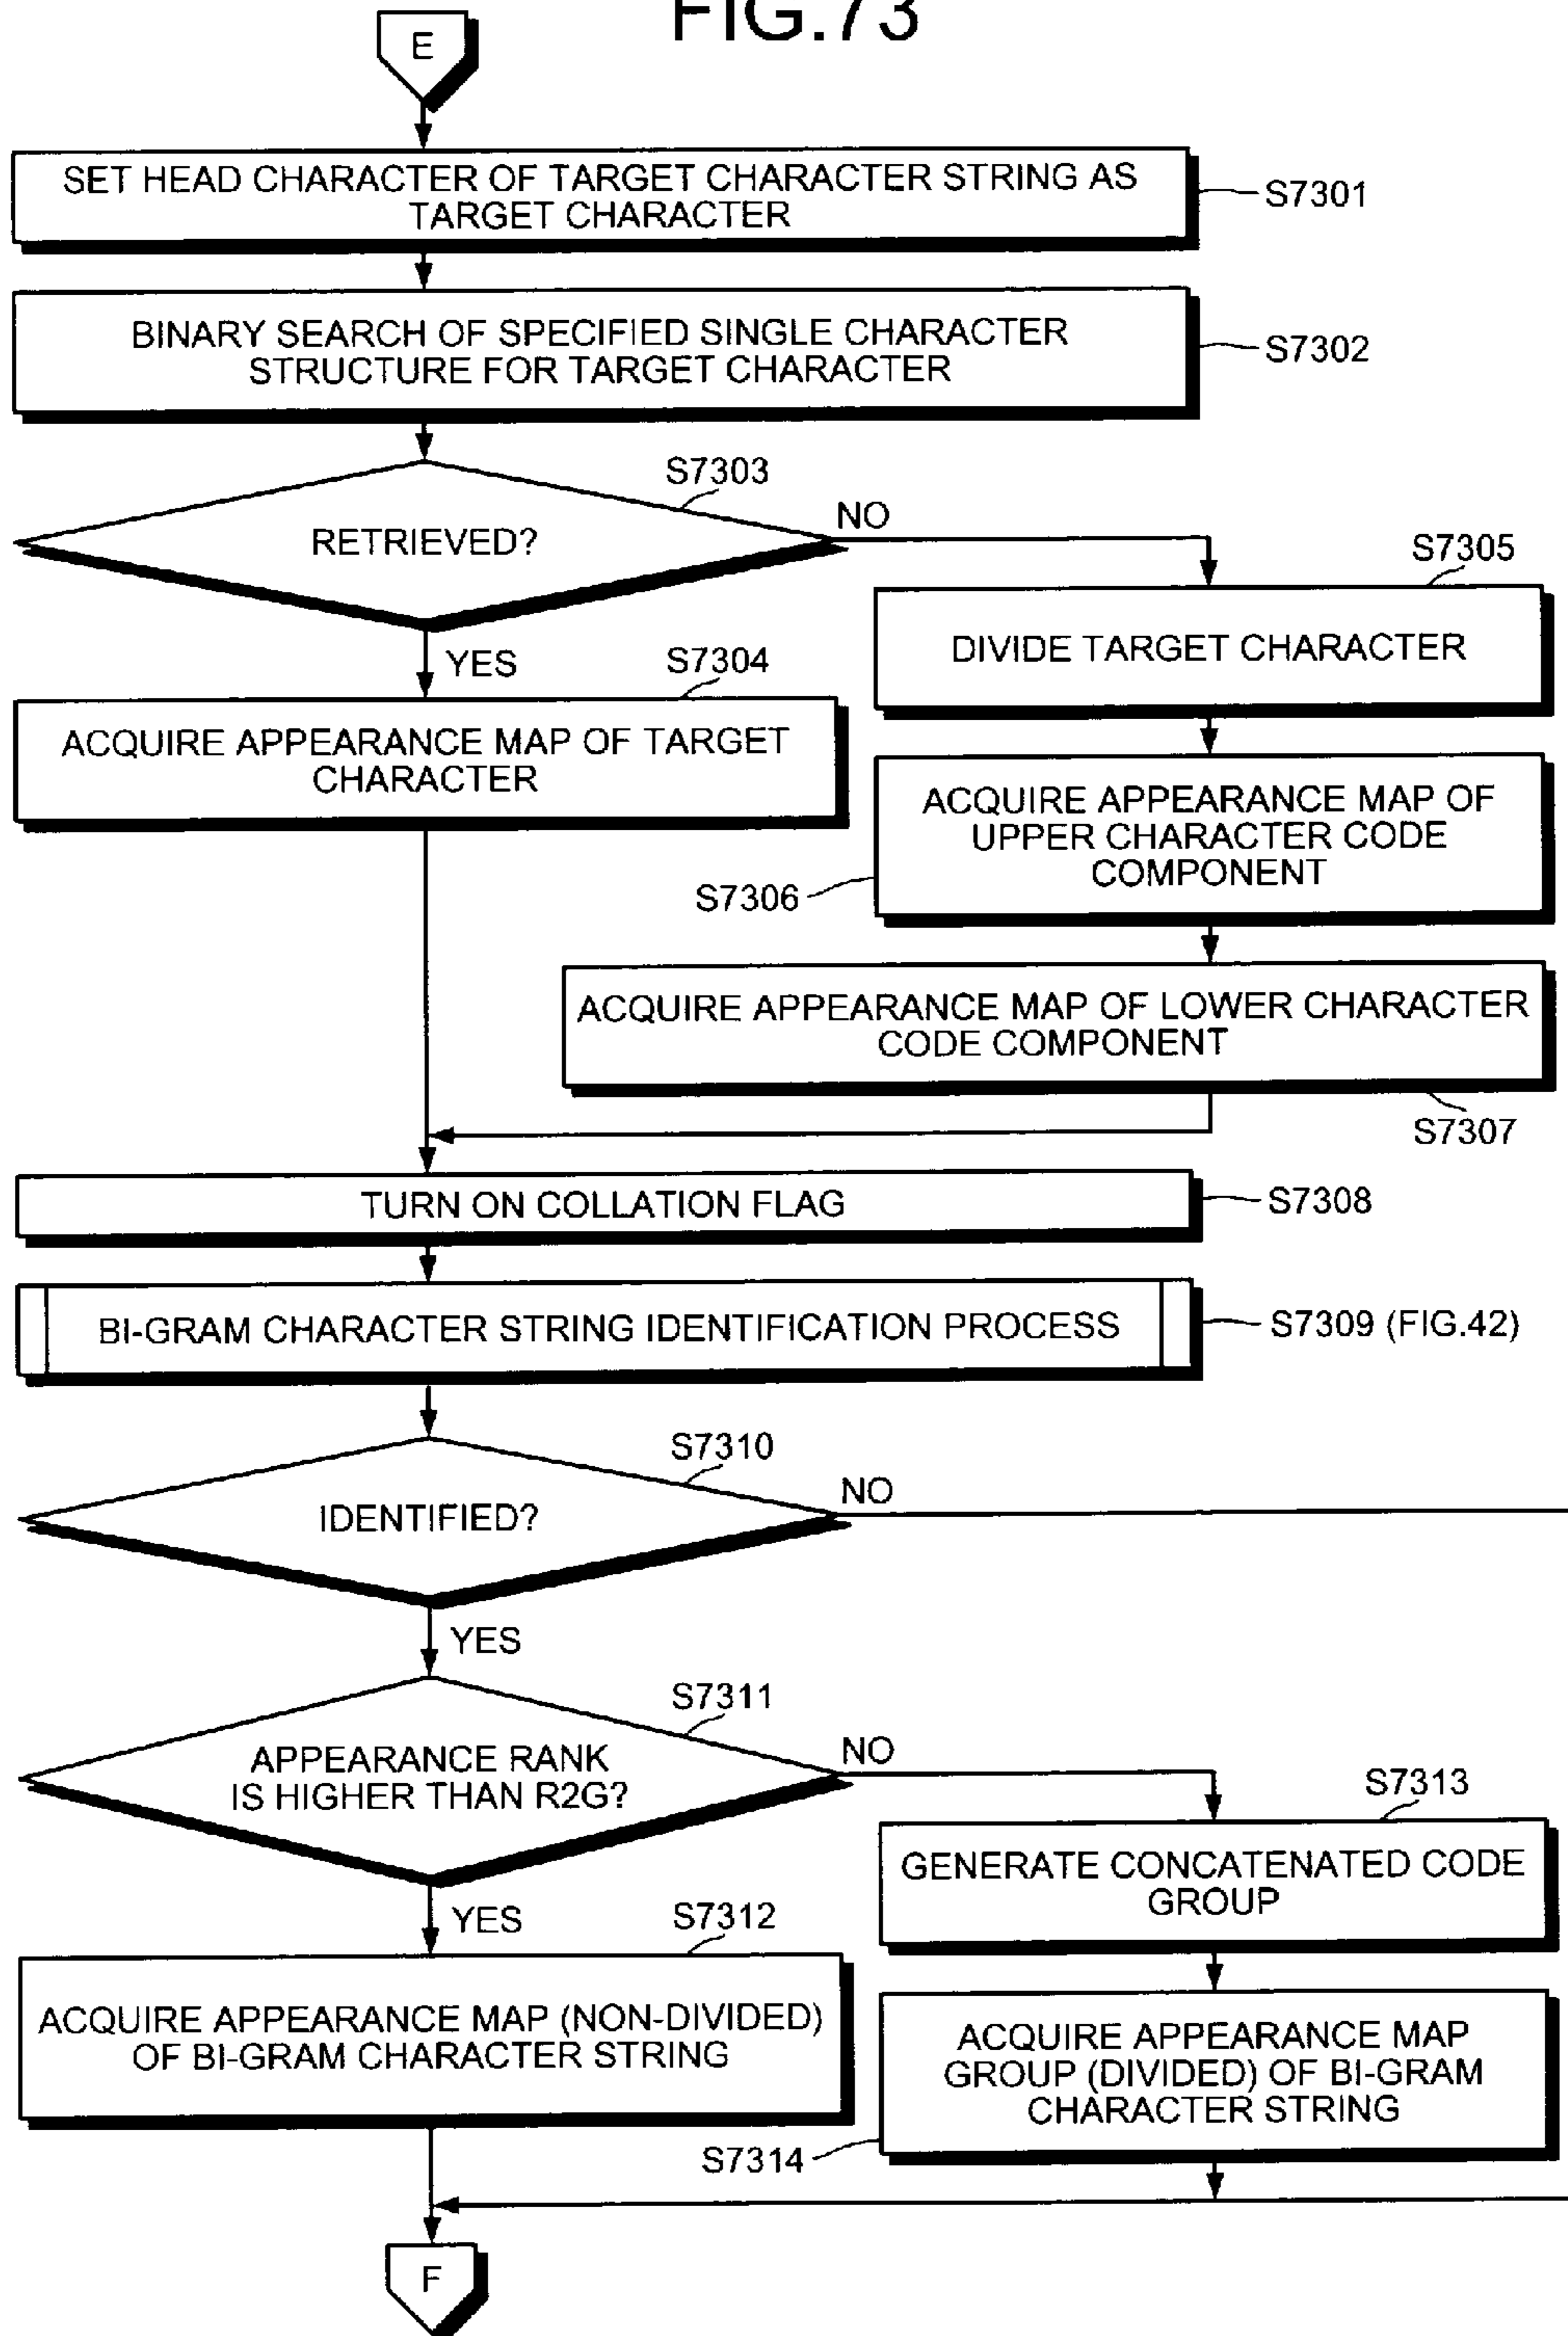 FIG.73
E
SET HEAD CHARACTER OF TARGET CHARACTER STRING AS
TARGET CHARACTER
S7301
BINARY SEARCH OF SPECIFIED SINGLE CHARACTER
STRUCTURE FOR TARGET CHARACTER
S7302
S7303
RETRIEVED?
NO
S7305
DIVIDE TARGET CHARACTER
YES
S7304
ACQUIRE APPEARANCE MAP OF TARGET
CHARACTER
ACQUIRE APPEARANCE MAP OF
UPPER CHARACTER CODE
COMPONENT
S7306
ACQUIRE APPEARANCE MAP OF LOWER CHARACTER
CODE COMPONENT
S7307
TURN ON COLLATION FLAG
S7308
BI-GRAM CHARACTER STRING IDENTIFICATION PROCESS
S7309 (FIG.42)
S7310
IDENTIFIED?
NO
YES
S7311
APPEARANCE RANK
IS HIGHER THAN R2G?
NO
S7313
GENERATE CONCATENATED CODE
GROUP
YES
S7312
ACQUIRE APPEARANCE MAP (NON-DIVIDED)
OF BI-GRAM CHARACTER STRING
ACQUIRE APPEARANCE MAP
GROUP (DIVIDED) OF BI-GRAM
CHARACTER STRING
S7314
F